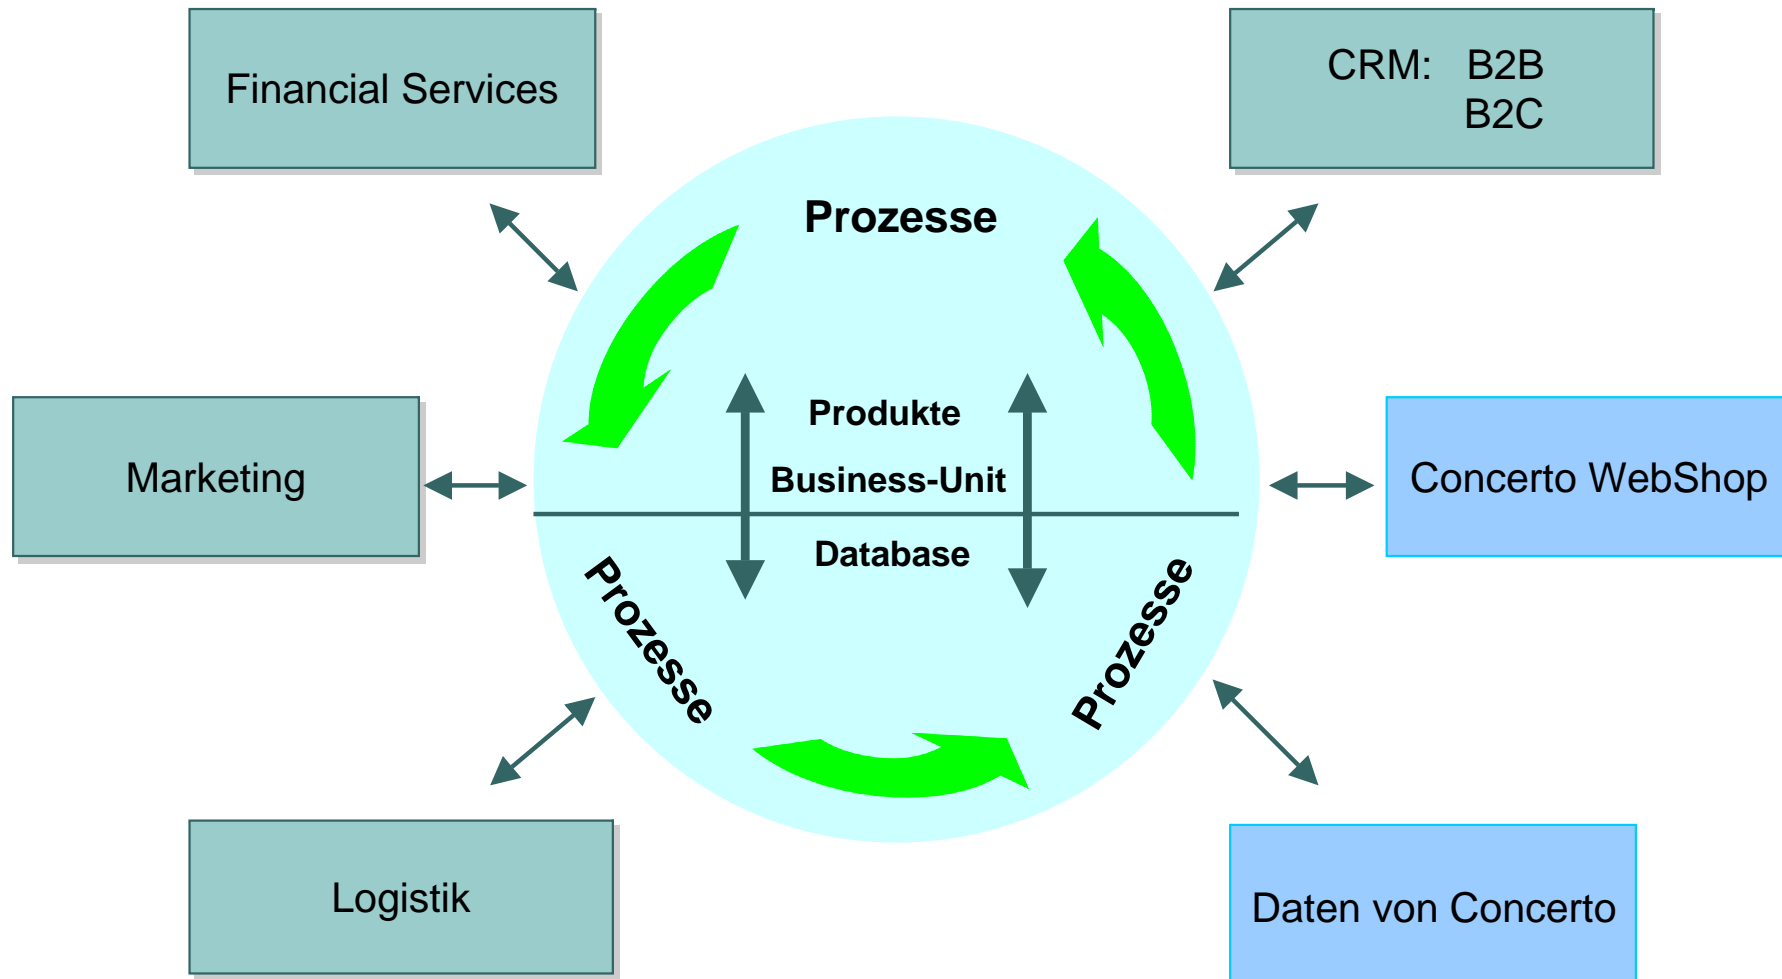 Financial Services
CRM: B2B
B2C
Prozesse
Produkte
Marketing
Business-Unit
Concerto WebShop
Database
Prozesse
Prozesse
Logistik
Daten von Concerto